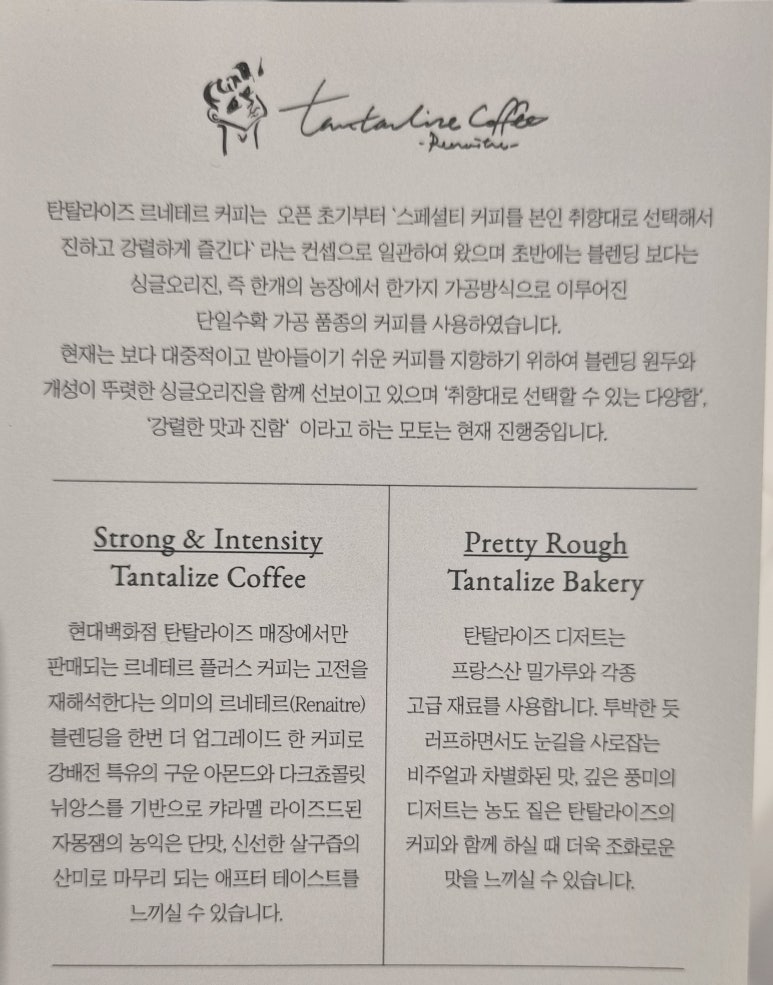 Tantalize Coffee
-Renaitre-
탄탈라이즈 르네테르 커피는 오픈 초기부터 `스페셜티 커피를 본인 취향대로 선택해서
진하고 강렬하게 즐긴다` 라는 컨셉으로 일관하여 왔으며 초반에는 블렌딩 보다는
싱글오리진, 즉 한개의 농장에서 한가지 가공방식으로 이루어진
단일수확 가공 품종의 커피를 사용하였습니다.
현재는 보다 대중적이고 받아들이기 쉬운 커피를 지향하기 위하여 블렌딩 원두와
개성이 뚜렷한 싱글오리진을 함께 선보이고 있으며 '취향대로 선택할 수 있는 다양함',
'강렬한 맛과 진함' 이라고 하는 모토는 현재 진행중입니다.
Strong & Intensity
Tantalize Coffee
현대백화점 탄탈라이즈 매장에서만
판매되는 르네테르 플러스 커피는 고전을
재해석한다는 의미의 르네테르(Renaitre)
블렌딩을 한번 더 업그레이드 한 커피로
강배전 특유의 구운 아몬드와 다크쵸콜릿
뉘앙스를 기반으로 캬라멜 라이즈드된
자몽잼의 농익은 단맛, 신선한 살구즙의
산미로 마무리 되는 애프터 테이스트를
느끼실 수 있습니다.
Pretty Rough
Tantalize Bakery
탄탈라이즈 디저트는
프랑스산 밀가루와 각종
고급 재료를 사용합니다. 투박한 듯
러프하면서도 눈길을 사로잡는
비주얼과 차별화된 맛, 깊은 풍미의
디저트는 농도 짙은 탄탈라이즈의
커피와 함께 하실 때 더욱 조화로운
맛을 느끼실 수 있습니다.